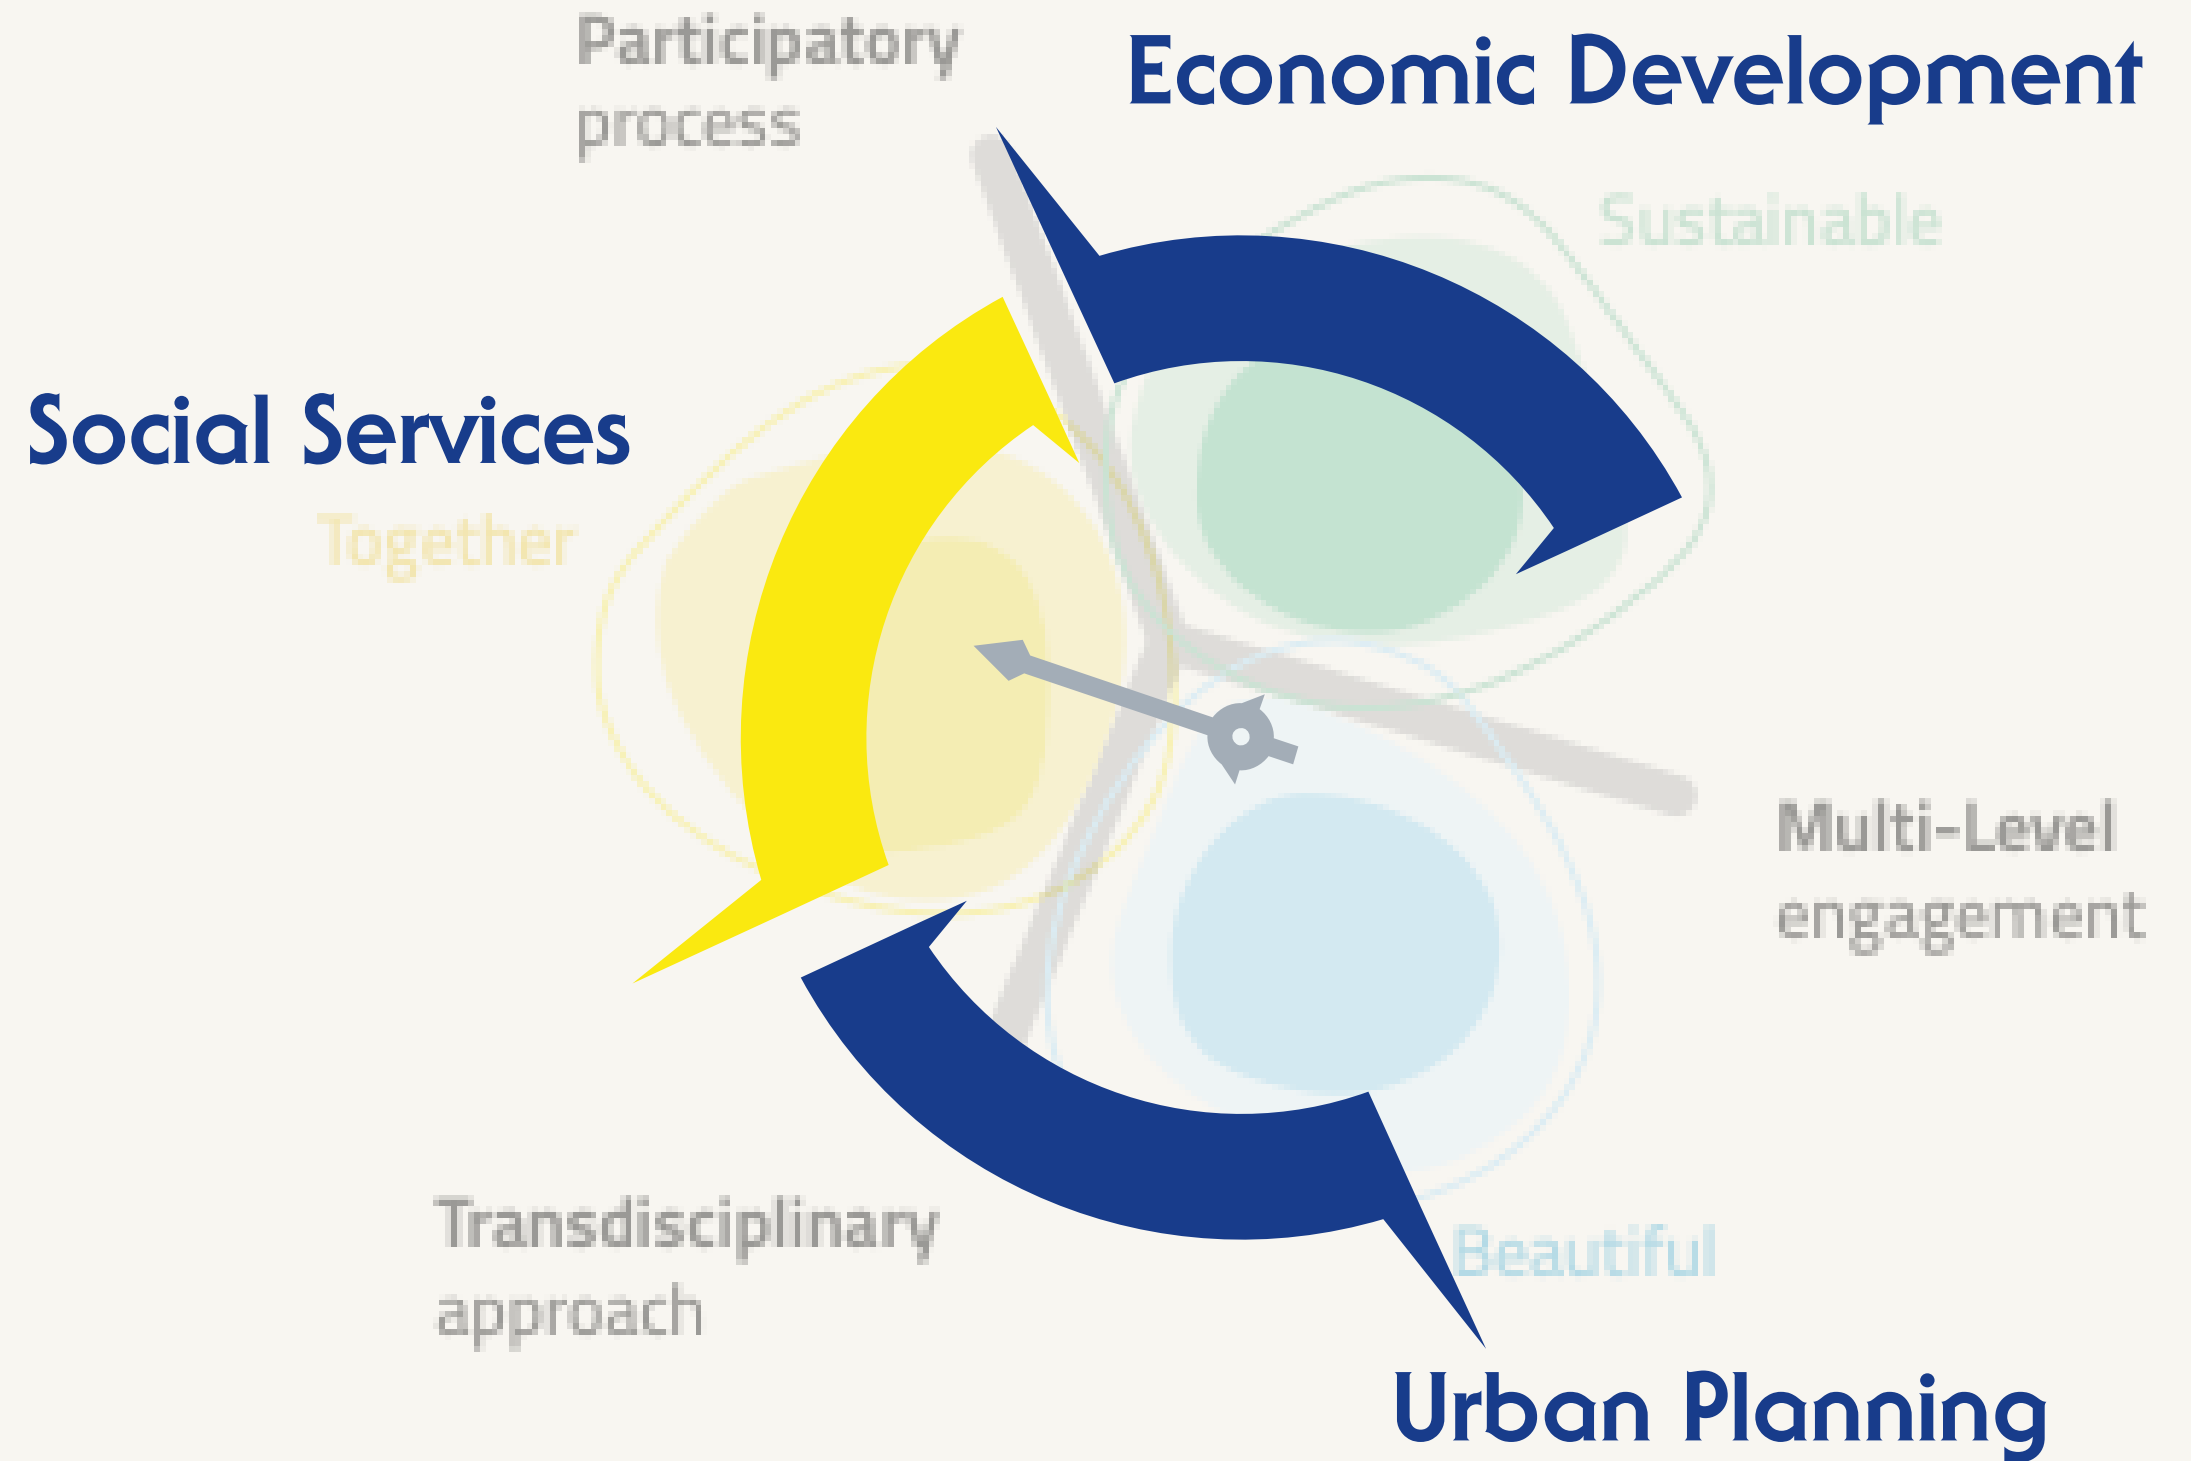 Participatory
process
Economic Development
Sustainable
Social Services
Together
Multi-Level
engagement
Transdisciplinary
approach
Beautiful
Urban Planning